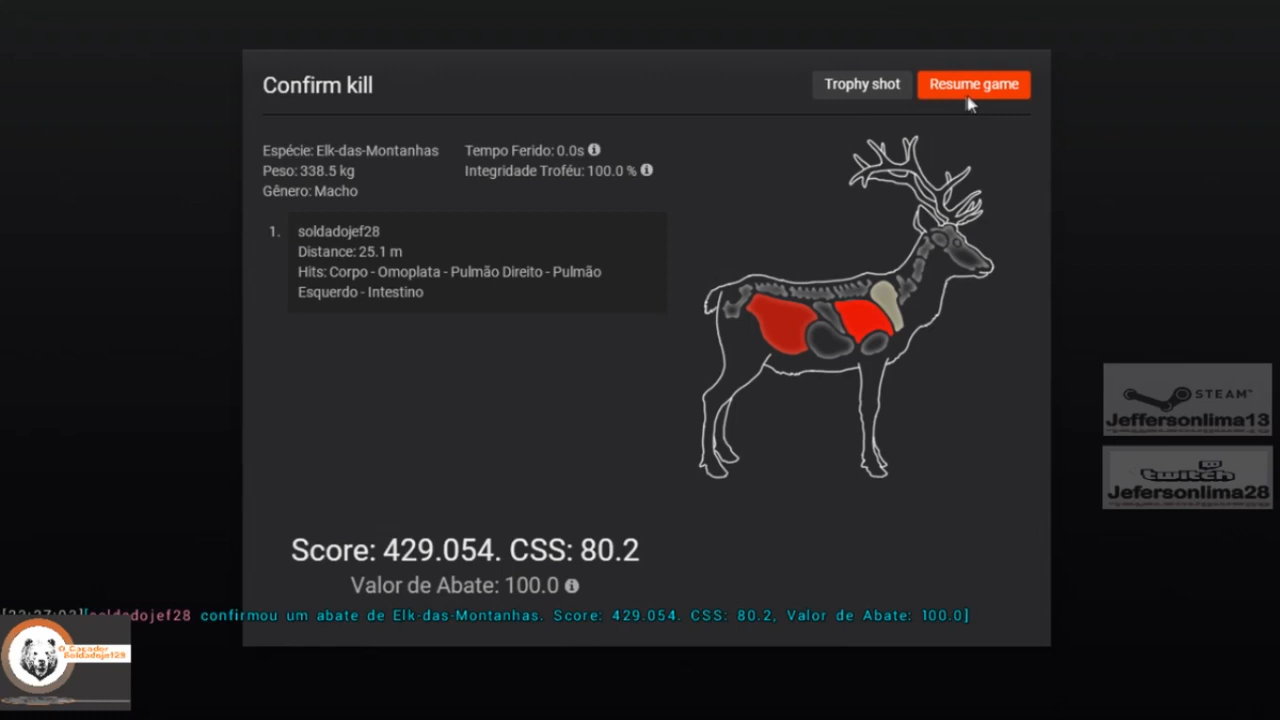 Confirm kill
Trophy shot
Resume game
Espécie: Elk-das-Montanhas
Peso: 338.5 kg
Gênero: Macho
Tempo Ferido: 0.0s
Integridade Troféu: 100.0 %
1. soldadojef28
Distance: 25.1 m
Hits: Corpo - Omoplata - Pulmão Direito - Pulmão
Esquerdo - Intestino
Score: 429.054. CSS: 80.2
Valor de Abate: 100.0
soldadojef28 confirmou um abate de Elk-das-Montanhas. Score: 429.054. CSS: 80.2, Valor de Abate: 100.0]
STEAM
Jeffersonlima13
twitch
Jefersonlima28
O Caçador